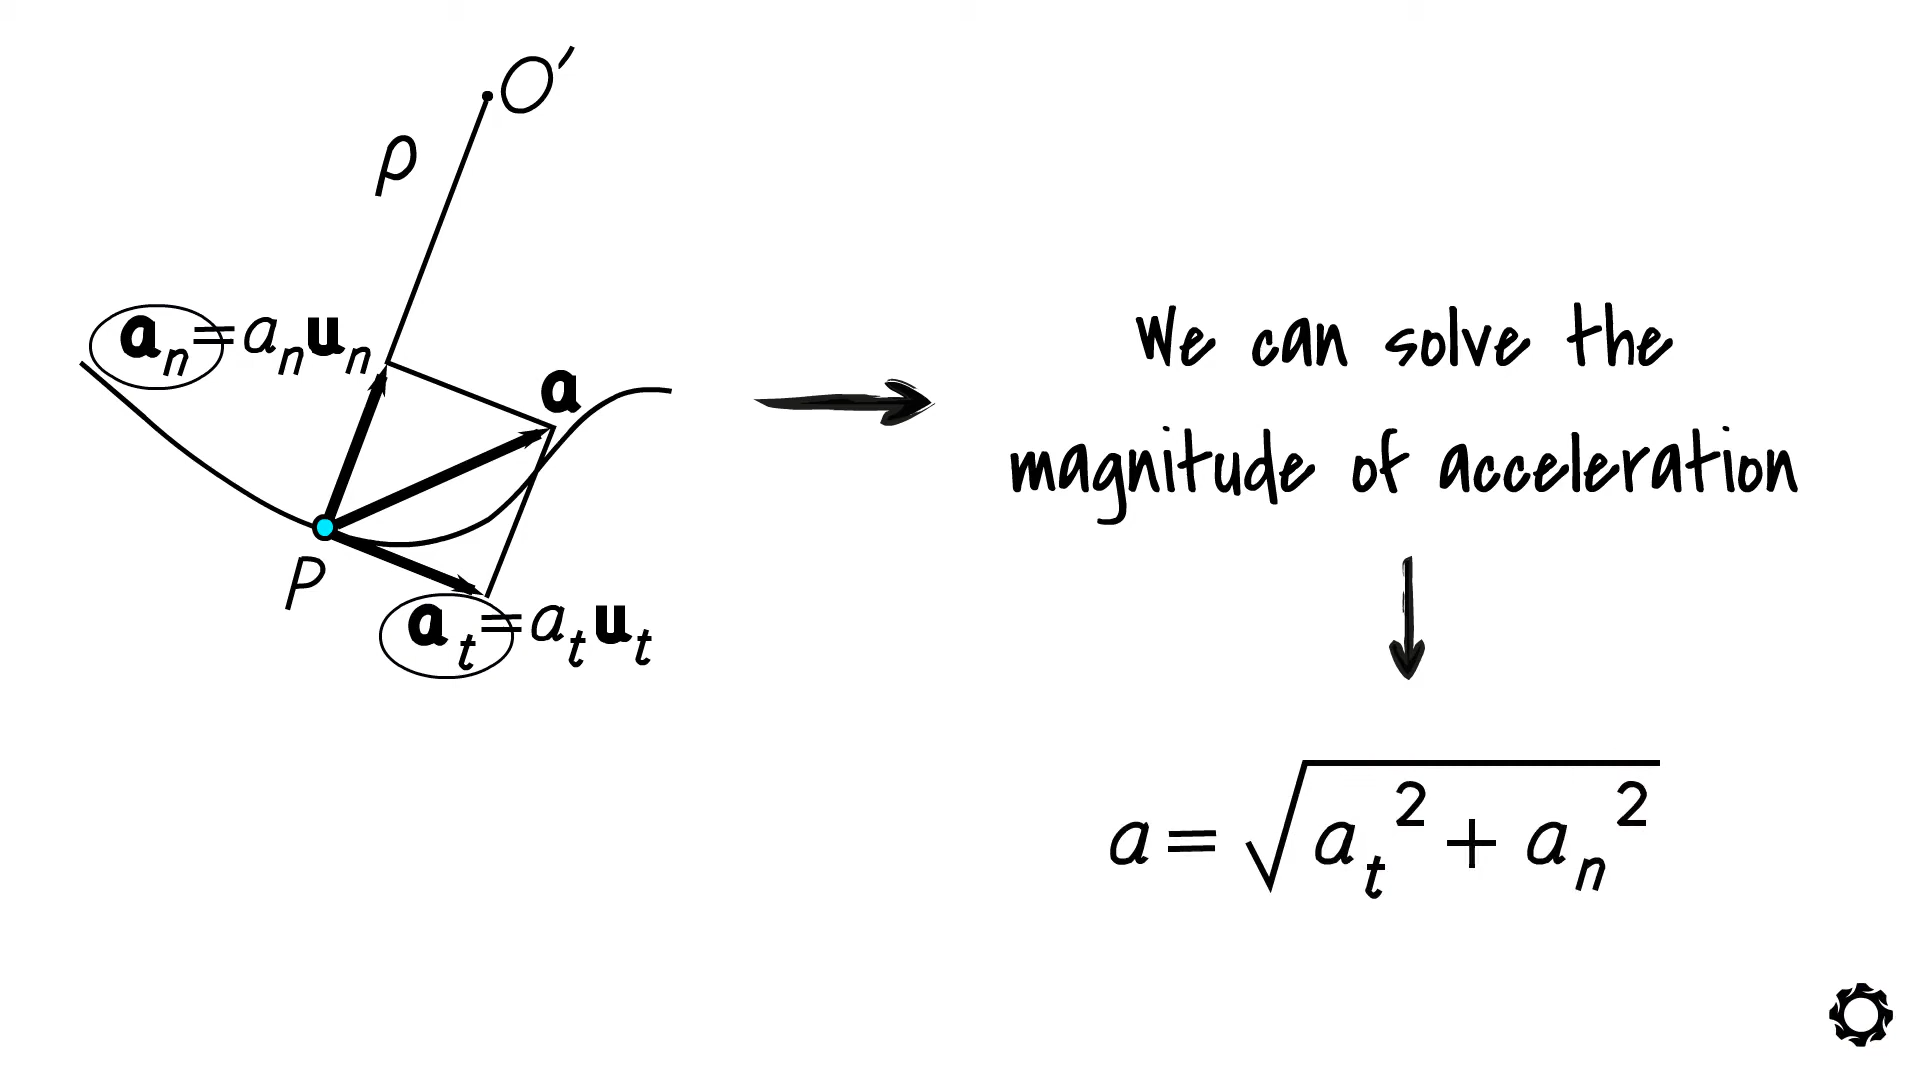 O′
ρ
𝐚ₙ=aₙ𝐮ₙ
𝐚
P
𝐚ₜ=aₜ𝐮ₜ
We can solve the
magnitude of acceleration
a=√(aₜ²+aₙ²)